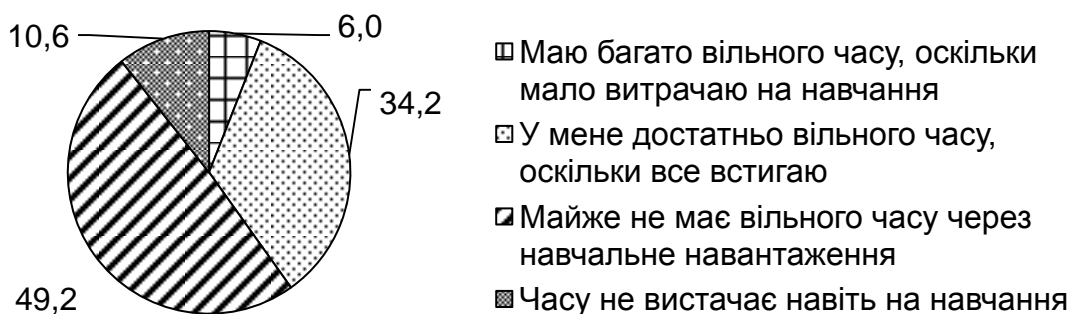 10,6
6,0
34,2
49,2
Маю багато вільного часу, оскільки
мало витрачаю на навчання
У мене достатньо вільного часу,
оскільки все встигаю
Майже не має вільного часу через
навчальне навантаження
Часу не вистачає навіть на навчання